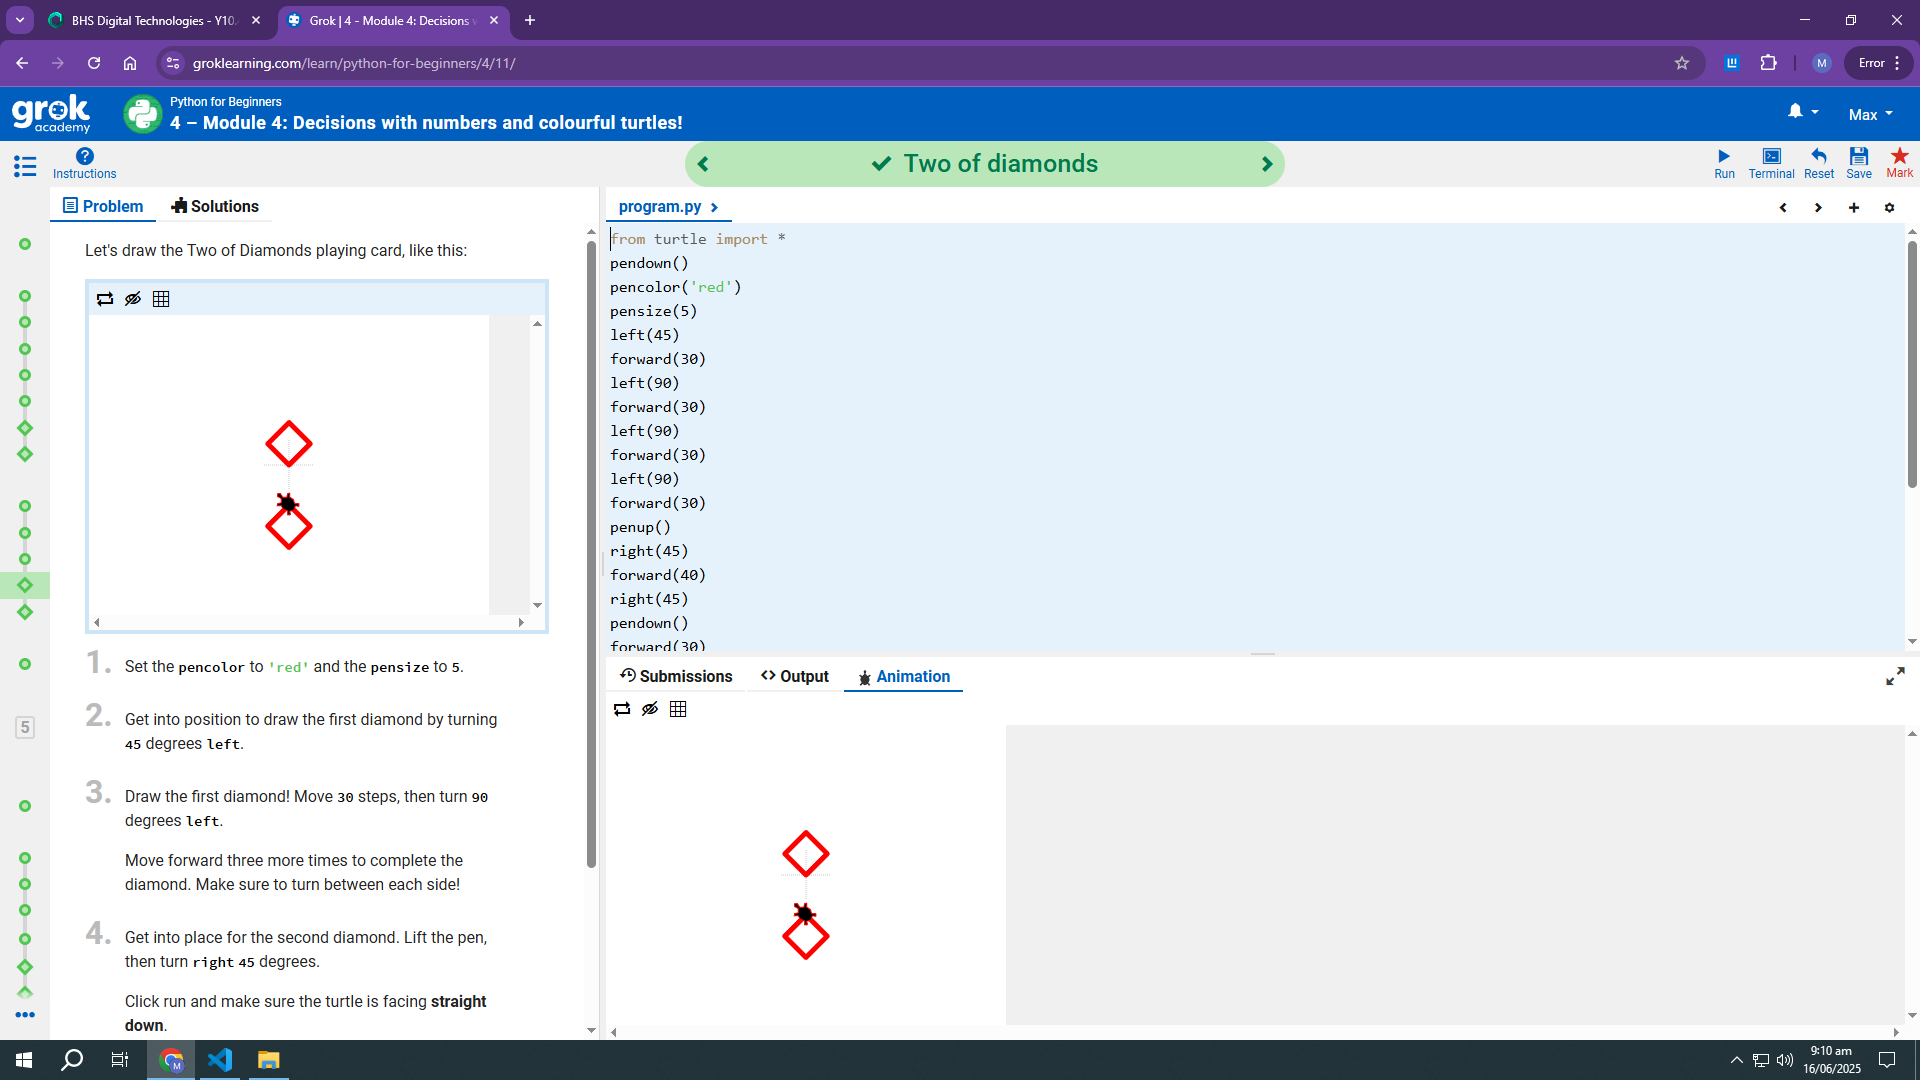 BHS Digital Technologies - Y10.
Grok | 4 - Module 4: Decisions w
groklearning.com/learn/python-for-beginners/4/11/
M
Error
grok
academy
Python for Beginners
4 – Module 4: Decisions with numbers and colourful turtles!
Max
Instructions
Two of diamonds
Run
Terminal
Reset
Save
Mark
Problem
Solutions
Let's draw the Two of Diamonds playing card, like this:
1. Set the pencolor to 'red' and the pensize to 5.
2. Get into position to draw the first diamond by turning
45 degrees left.
3. Draw the first diamond! Move 30 steps, then turn 90
degrees left.
Move forward three more times to complete the
diamond. Make sure to turn between each side!
4. Get into place for the second diamond. Lift the pen,
then turn right 45 degrees.
Click run and make sure the turtle is facing straight
down.
5
program.py
from turtle import *
pendown()
pencolor('red')
pensize(5)
left(45)
forward(30)
left(90)
forward(30)
left(90)
forward(30)
left(90)
forward(30)
penup()
right(45)
forward(40)
right(45)
pendown()
forward(30)
Submissions
Output
Animation
M
9:10 am
16/06/2025